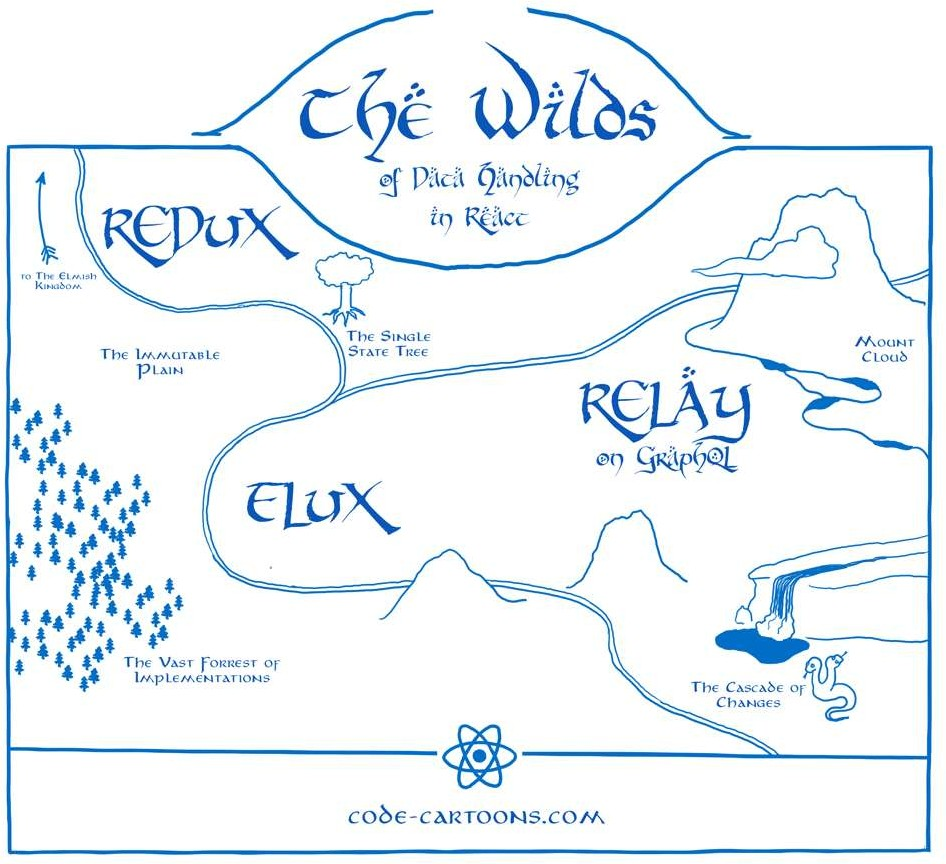 The Wilds
of Data Handling
in React
REDUX
to The Elmish
Kingdom
The Single
State Tree
The Immutable
Plain
Mount
Cloud
RELAY
on GraphQL
ELUX
The Vast Forrest of
Implementations
The Cascade of
Changes
code-cartoons.com